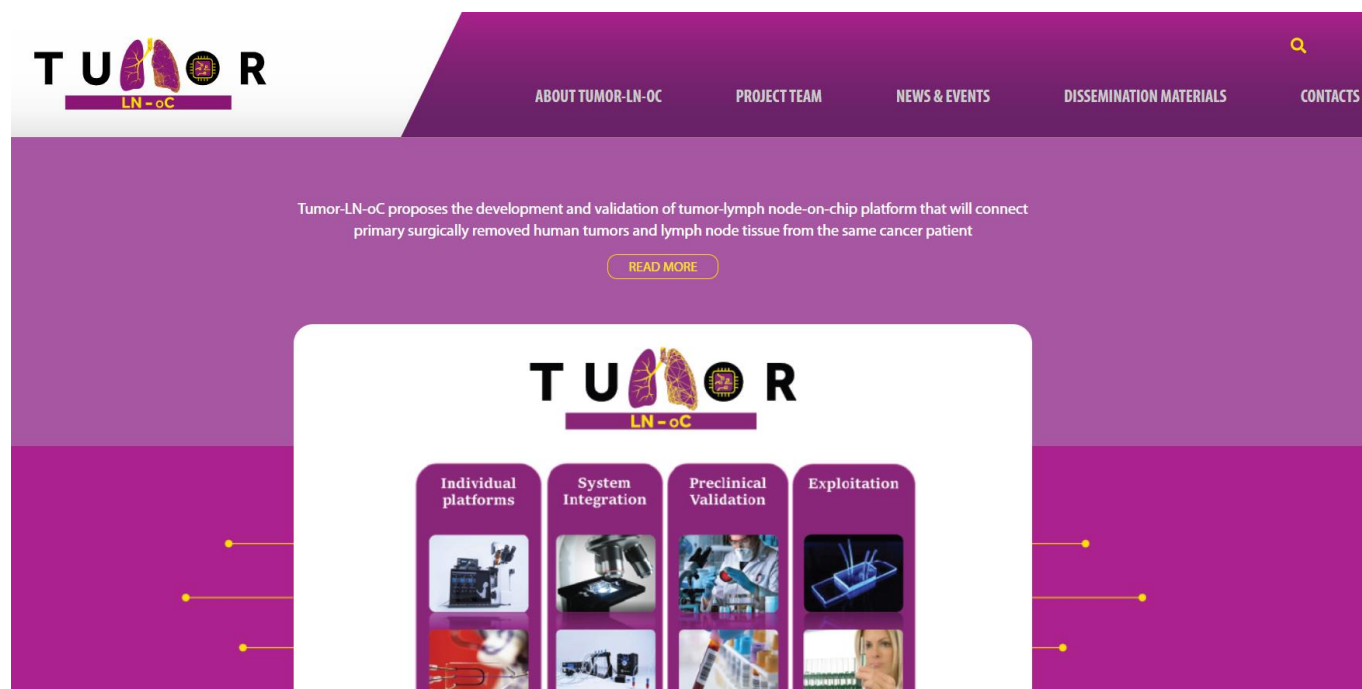 TUMOR
LN-oC
ABOUT TUMOR-LN-OC
PROJECT TEAM
NEWS & EVENTS
DISSEMINATION MATERIALS
CONTACTS
Tumor-LN-oC proposes the development and validation of tumor-lymph node-on-chip platform that will connect
primary surgically removed human tumors and lymph node tissue from the same cancer patient
READ MORE
TUMOR
LN-oC
Individual
platforms
System
Integration
Preclinical
Validation
Exploitation